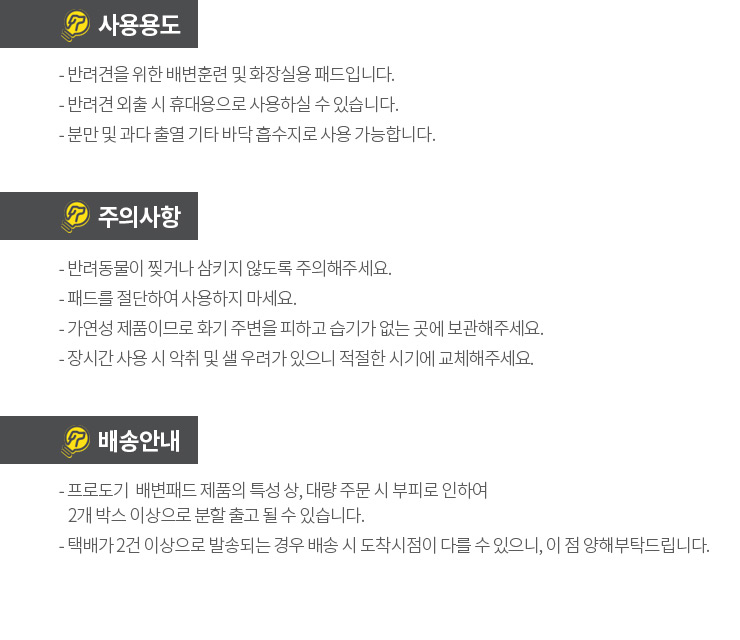 사용용도
- 반려견을 위한 배변훈련 및 화장실용 패드입니다.
- 반려견 외출 시 휴대용으로 사용하실 수 있습니다.
- 분만 및 과다 출열 기타 바닥 흡수지로 사용 가능합니다.
주의사항
- 반려동물이 찢거나 삼키지 않도록 주의해주세요.
- 패드를 절단하여 사용하지 마세요.
- 가연성 제품이므로 화기 주변을 피하고 습기가 없는 곳에 보관해주세요.
- 장시간 사용 시 악취 및 샐 우려가 있으니 적절한 시기에 교체해주세요.
배송안내
- 프로도기 배변패드 제품의 특성 상, 대량 주문 시 부피로 인하여
2개 박스 이상으로 분할 출고 될 수 있습니다.
- 택배가 2건 이상으로 발송되는 경우 배송 시 도착시점이 다를 수 있으니, 이 점 양해부탁드립니다.